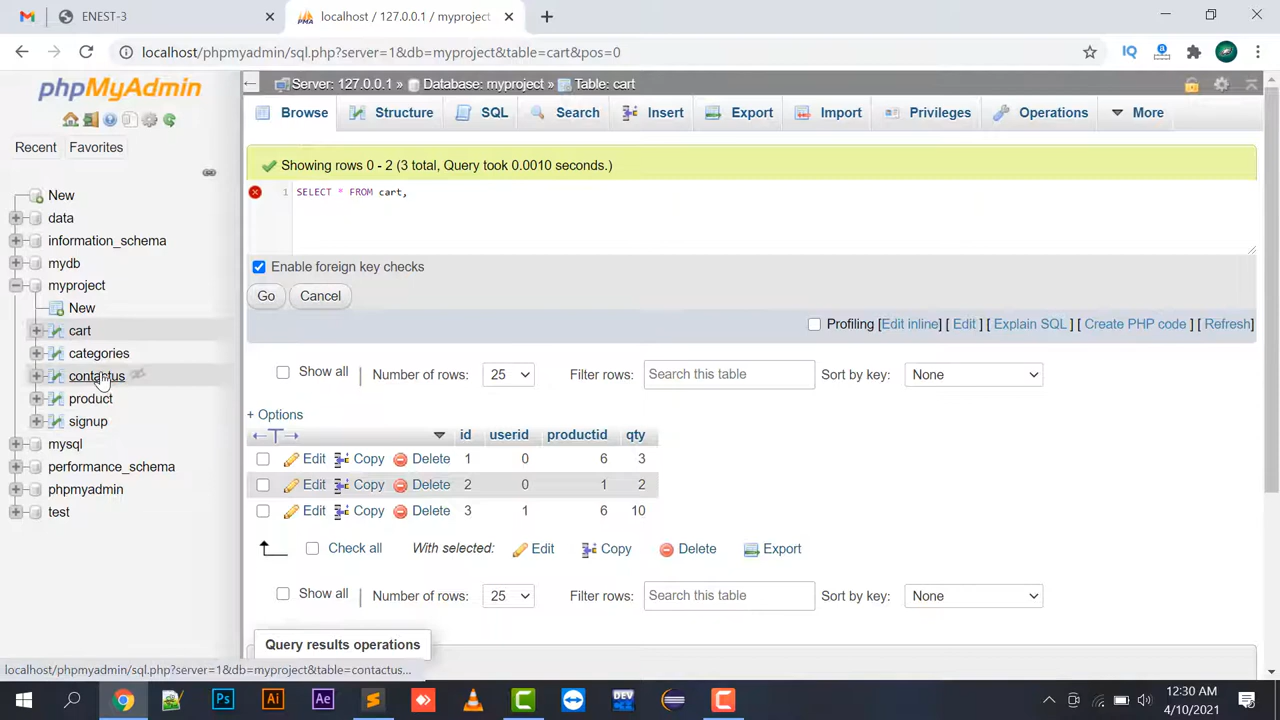 ENEST-3
localhost / 127.0.0.1 / myproject
localhost/phpmyadmin/sql.php?server=1&db=myproject&table=cart&pos=0
IQ
phpMyAdmin
Recent Favorites
New
data
information_schema
mydb
myproject
New
cart
categories
contactus
product
signup
mysql
performance_schema
phpmyadmin
test
Server: 127.0.0.1 » Database: myproject » Table: cart
Browse Structure SQL Search Insert Export Import Privileges Operations More
Showing rows 0 - 2 (3 total, Query took 0.0010 seconds.)
1 SELECT * FROM cart,
Enable foreign key checks
Go Cancel
Profiling [Edit inline] [ Edit ] [ Explain SQL ] [ Create PHP code ] [ Refresh]
Show all Number of rows: 25 Filter rows: Search this table Sort by key: None
+ Options
←T→ id userid productid qty
Edit Copy Delete 1 0 6 3
Edit Copy Delete 2 0 1 2
Edit Copy Delete 3 1 6 10
Check all With selected: Edit Copy Delete Export
Show all Number of rows: 25 Filter rows: Search this table Sort by key: None
Query results operations
localhost/phpmyadmin/sql.php?server=1&db=myproject&table=contactus...
Ps Ai Ae DEV
12:30 AM
4/10/2021